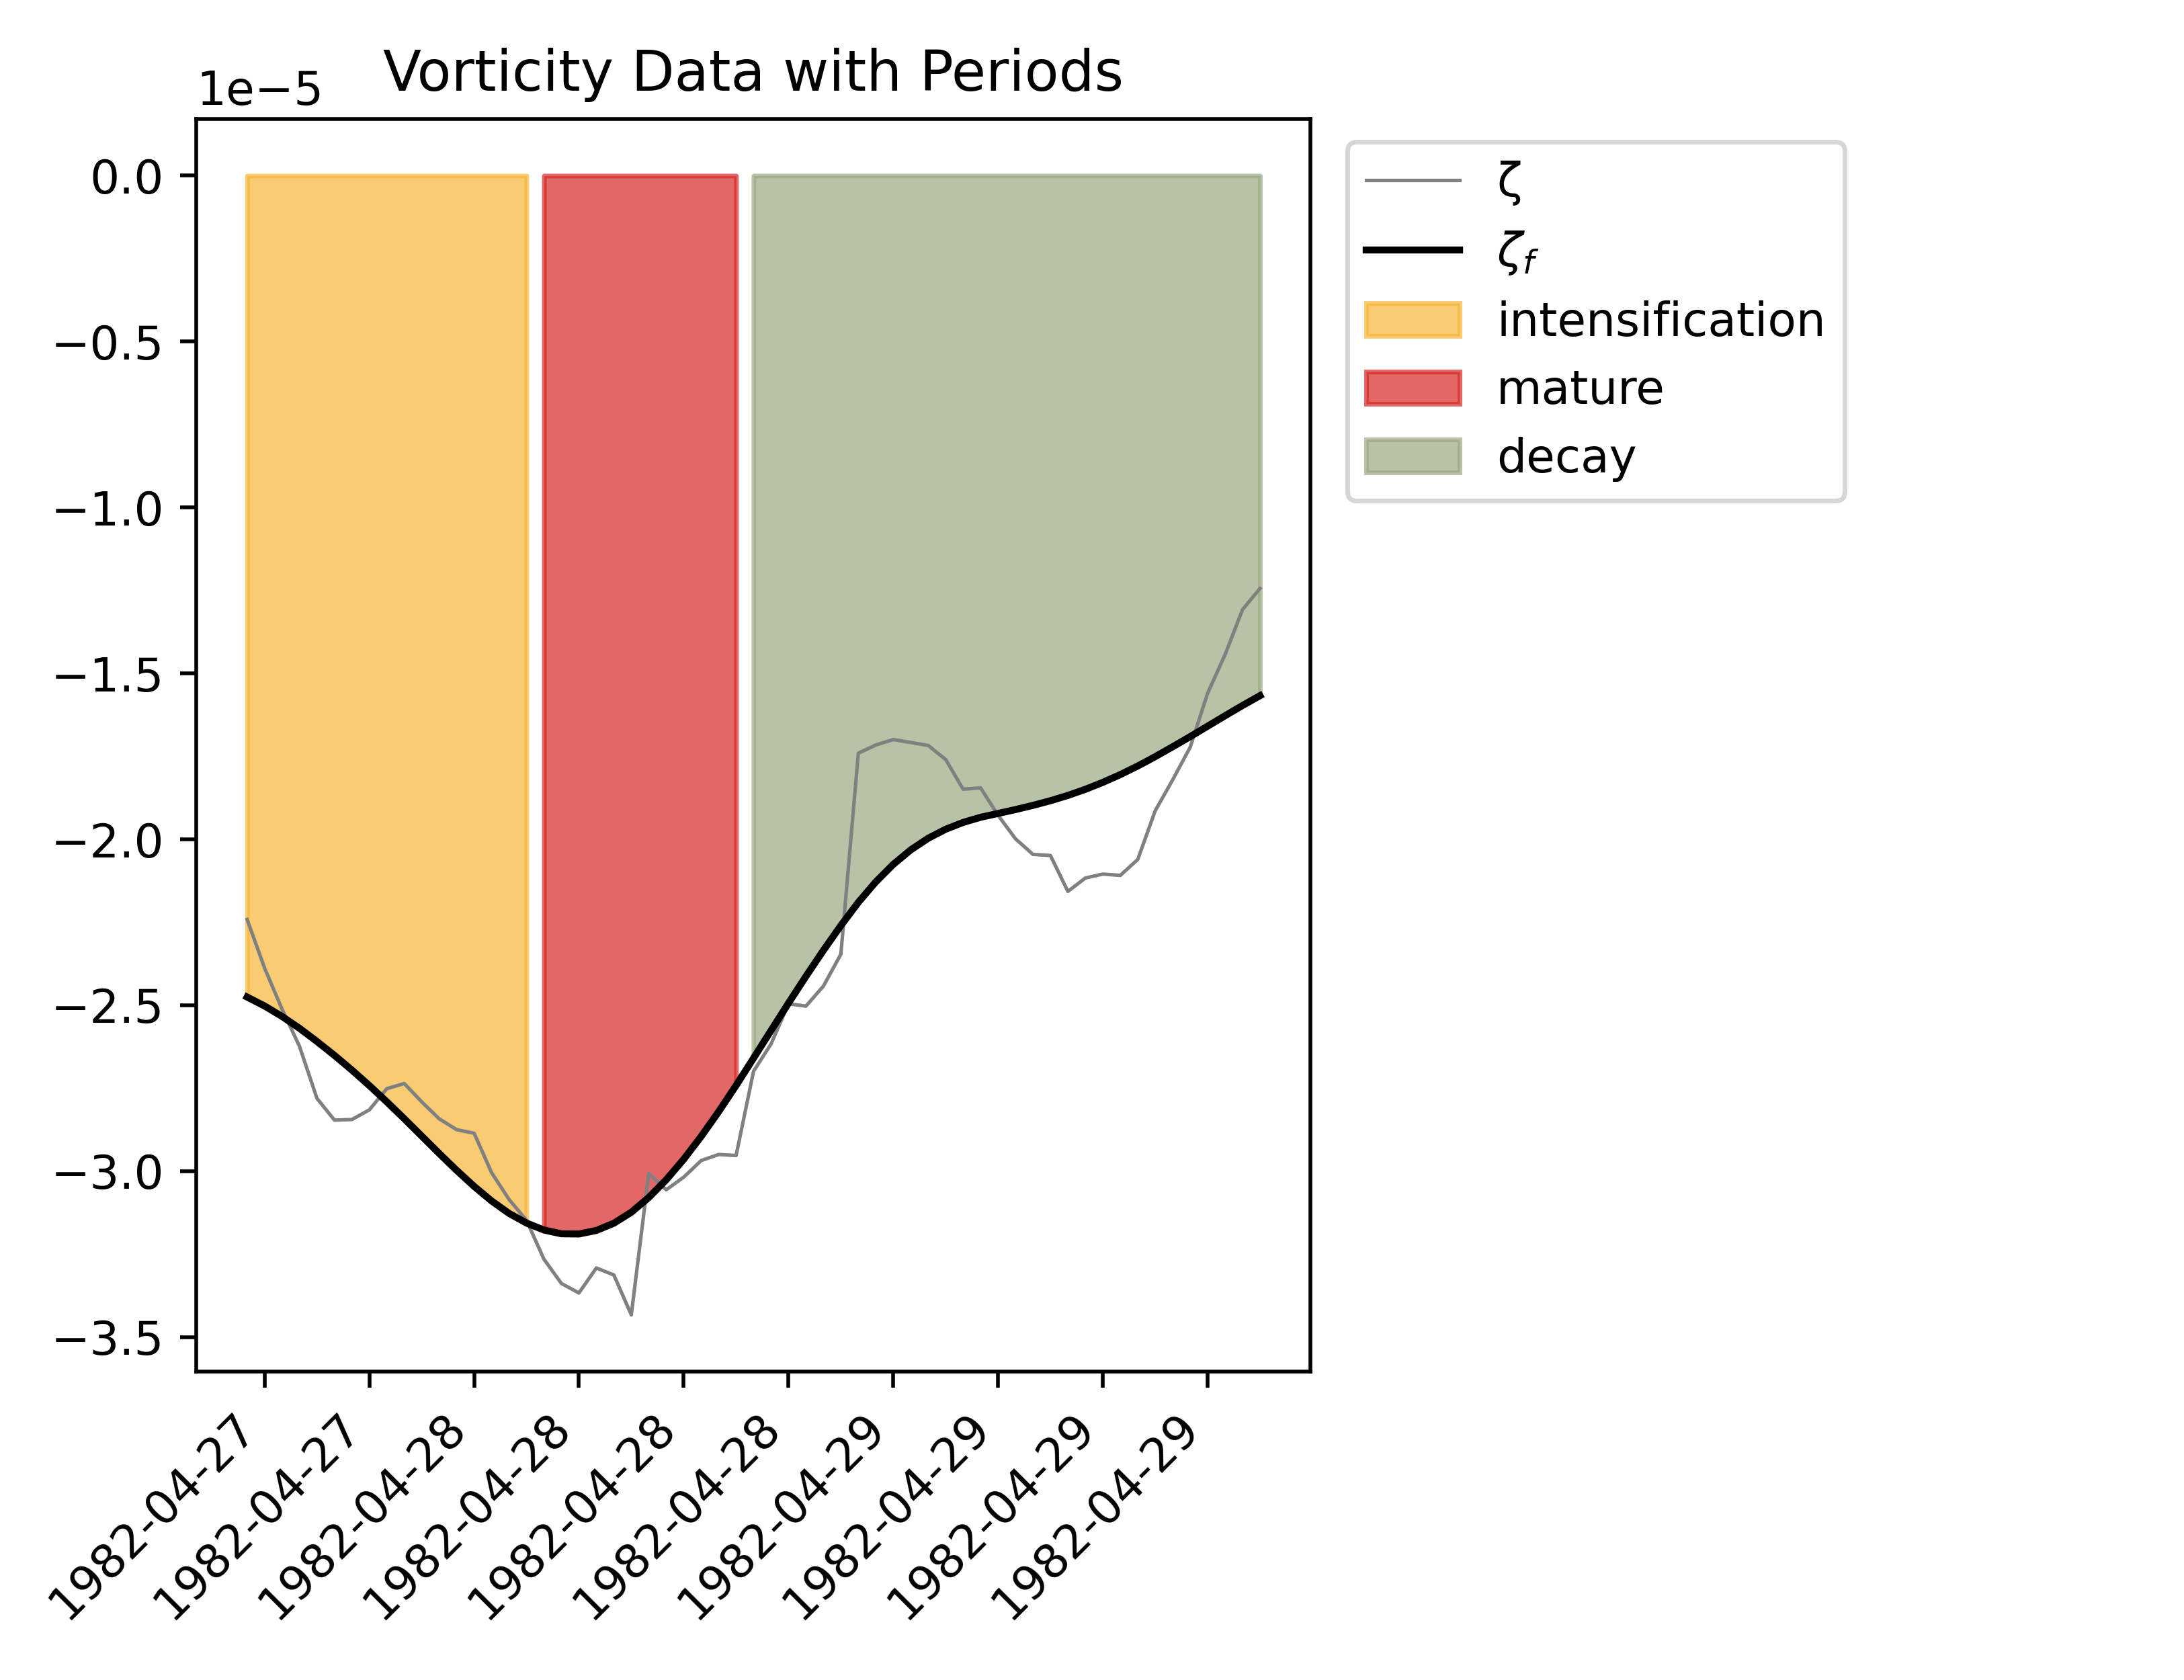 Vorticity Data with Periods
1e−5
0.0
−0.5
−1.0
−1.5
−2.0
−2.5
−3.0
−3.5
1982-04-27
1982-04-27
1982-04-28
1982-04-28
1982-04-28
1982-04-28
1982-04-29
1982-04-29
1982-04-29
1982-04-29
ζ
ζf
intensification
mature
decay